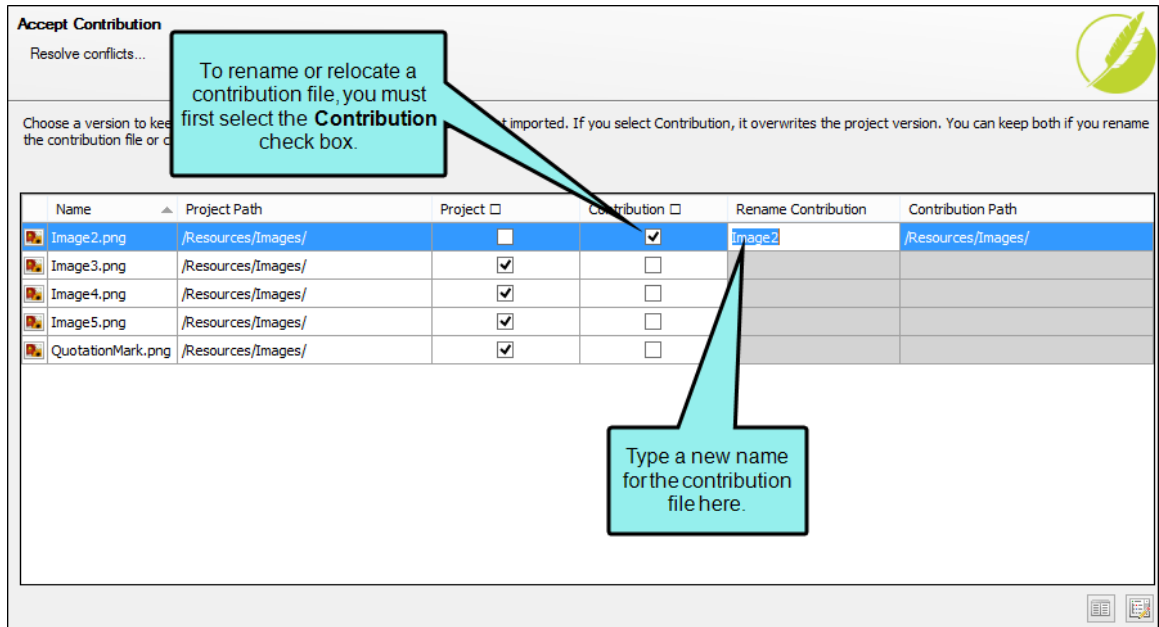 Accept Contribution
Resolve conflicts...
To rename or relocate a
contribution file, you must
first select the Contribution
check box.
Choose a version to kee t imported. If you select Contribution, it overwrites the project version. You can keep both if you rename
the contribution file or c
Name Project Path Project Contribution Rename Contribution Contribution Path
Image2.png /Resources/Images/ Image2 /Resources/Images/
Image3.png /Resources/Images/
Image4.png /Resources/Images/
Image5.png /Resources/Images/
QuotationMark.png /Resources/Images/
Type a new name
for the contribution
file here.